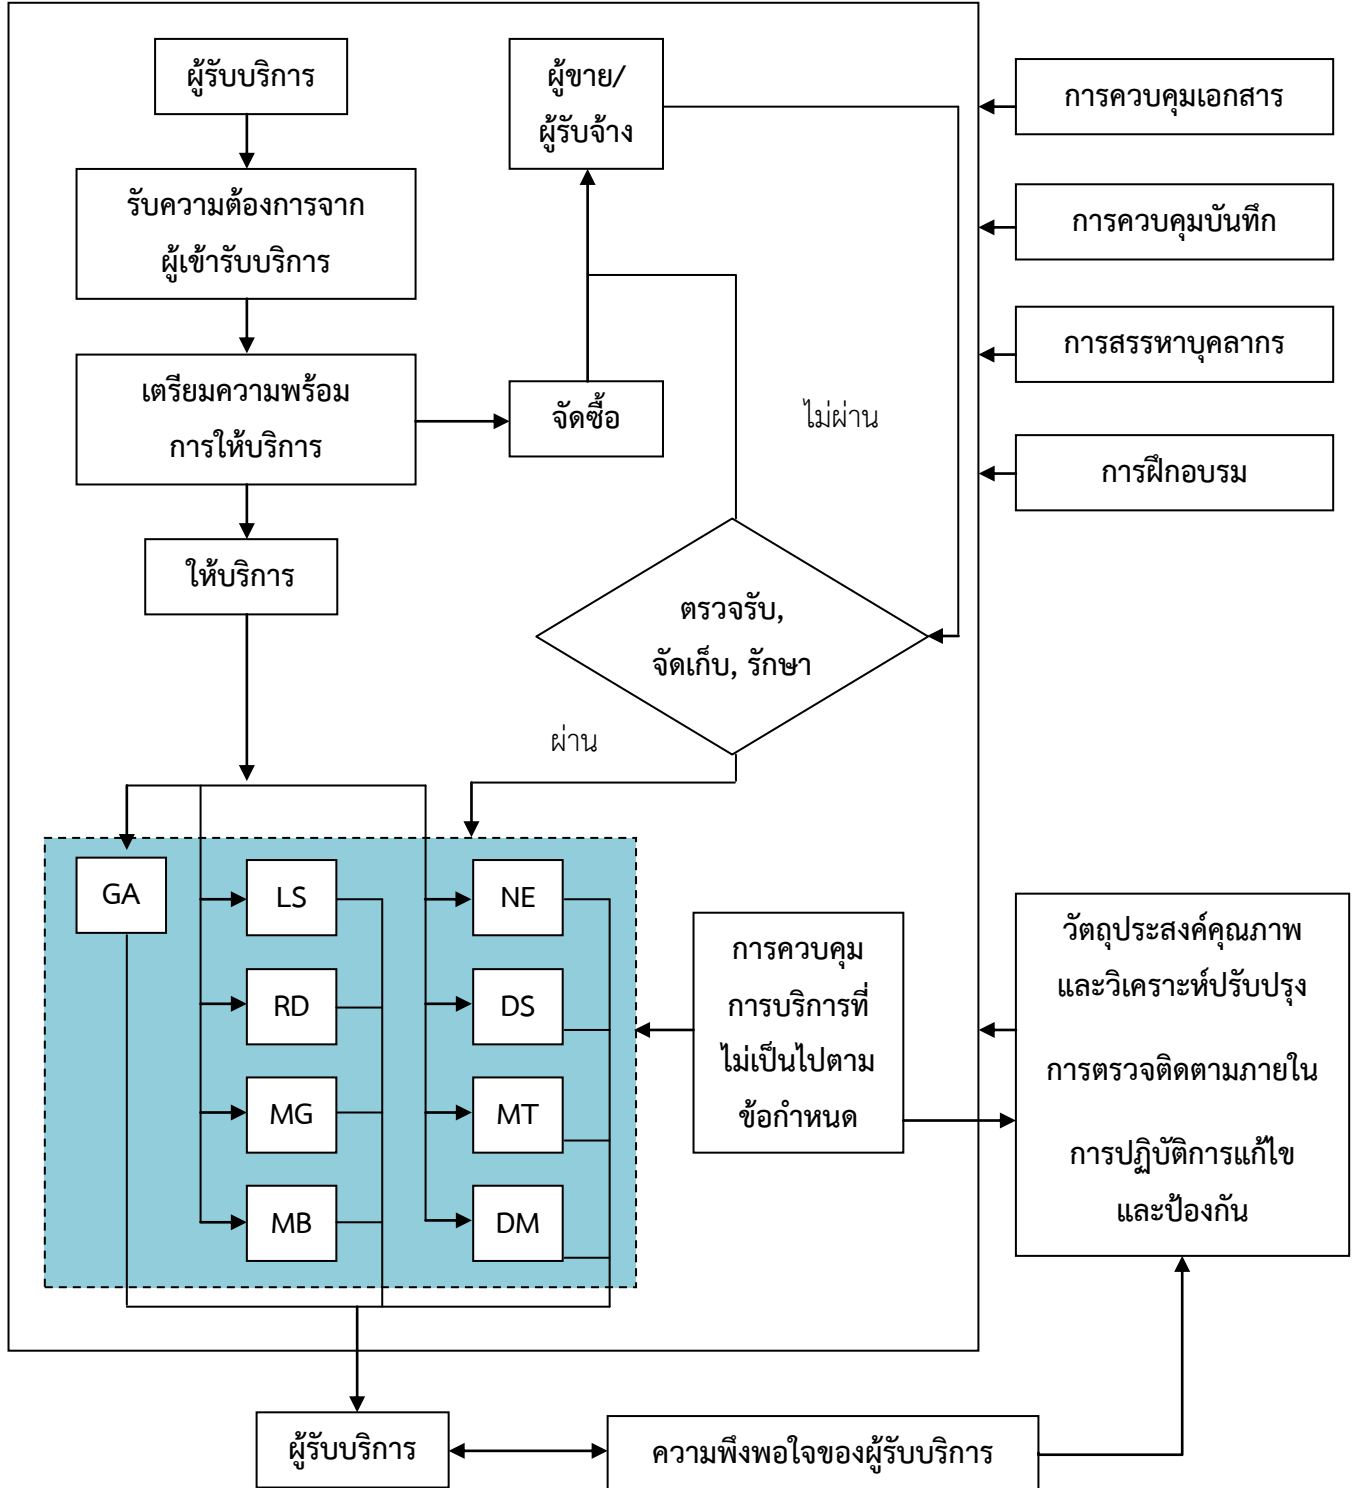 ผู้รับบริการ
รับความต้องการจาก
ผู้เข้ารับบริการ
เตรียมความพร้อม
การให้บริการ
ให้บริการ
ผู้ขาย/
ผู้รับจ้าง
จัดซื้อ
ไม่ผ่าน
ตรวจรับ,
จัดเก็บ, รักษา
ผ่าน
การควบคุมเอกสาร
การควบคุมบันทึก
การสรรหาบุคลากร
การฝึกอบรม
GA
LS
RD
MG
MB
NE
DS
MT
DM
การควบคุม
การบริการที่
ไม่เป็นไปตาม
ข้อกำหนด
วัตถุประสงค์คุณภาพ
และวิเคราะห์ปรับปรุง
การตรวจติดตามภายใน
การปฏิบัติการแก้ไข
และป้องกัน
ผู้รับบริการ
ความพึงพอใจของผู้รับบริการ